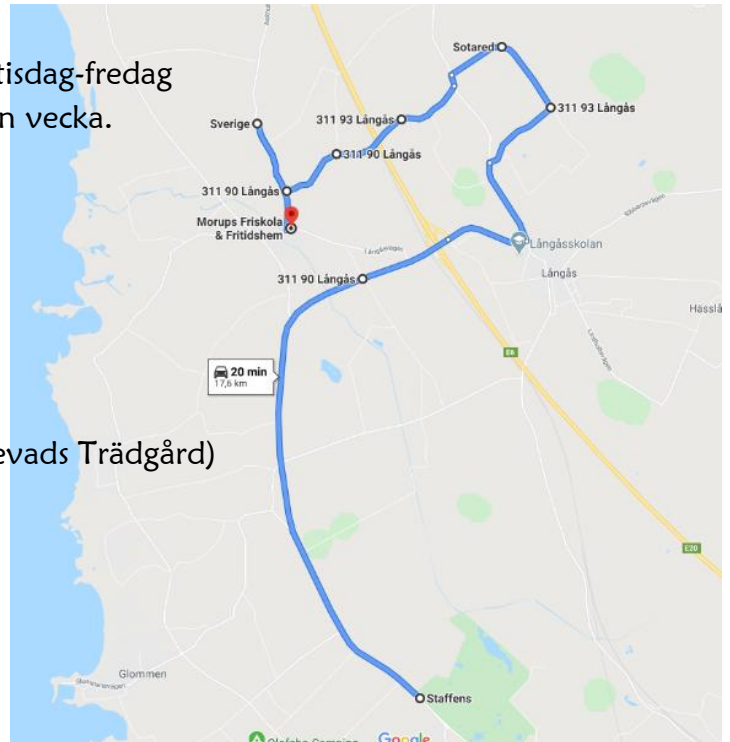 tisdag-fredag
n vecka.
Sotared
311 93 Långås
Sverige
311 93 Långås
311 90 Långås
311 90 Långås
Morups Friskola
& Fritidshem
Långåsskolan
Långås
311 90 Långås
Hässlå
E6
20 min
17,6 km
evads Trädgård)
E20
Glommen
Staffens
Google